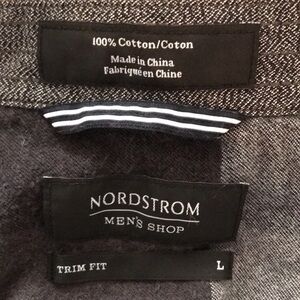 100% Cotton/Coton
Made in China
Fabriqué en Chine
NORDSTROM
MEN'S SHOP
TRIM FIT L